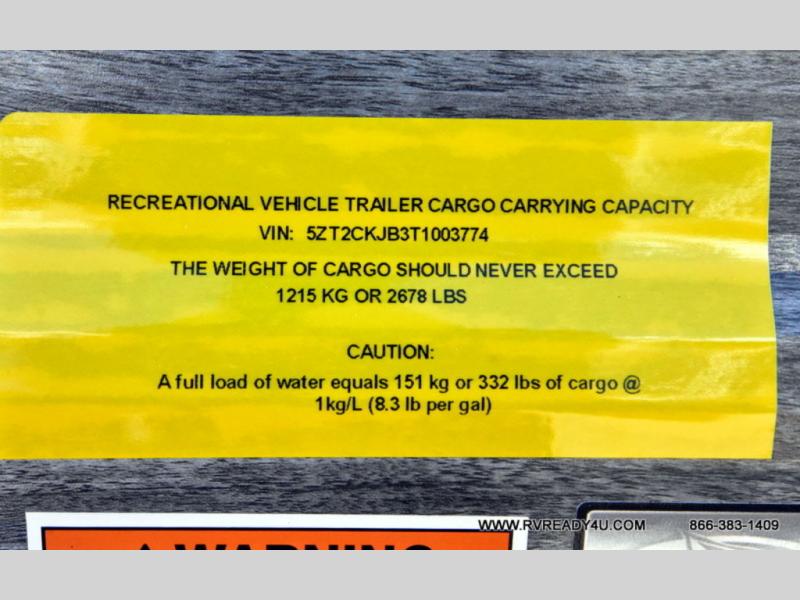 RECREATIONAL VEHICLE TRAILER CARGO CARRYING CAPACITY
VIN: 5ZT2CKJB3T1003774
THE WEIGHT OF CARGO SHOULD NEVER EXCEED
1215 KG OR 2678 LBS
CAUTION:
A full load of water equals 151 kg or 332 lbs of cargo @
1kg/L (8.3 lb per gal)
WWW.RVREADY4U.COM 866-383-1409
WARNING